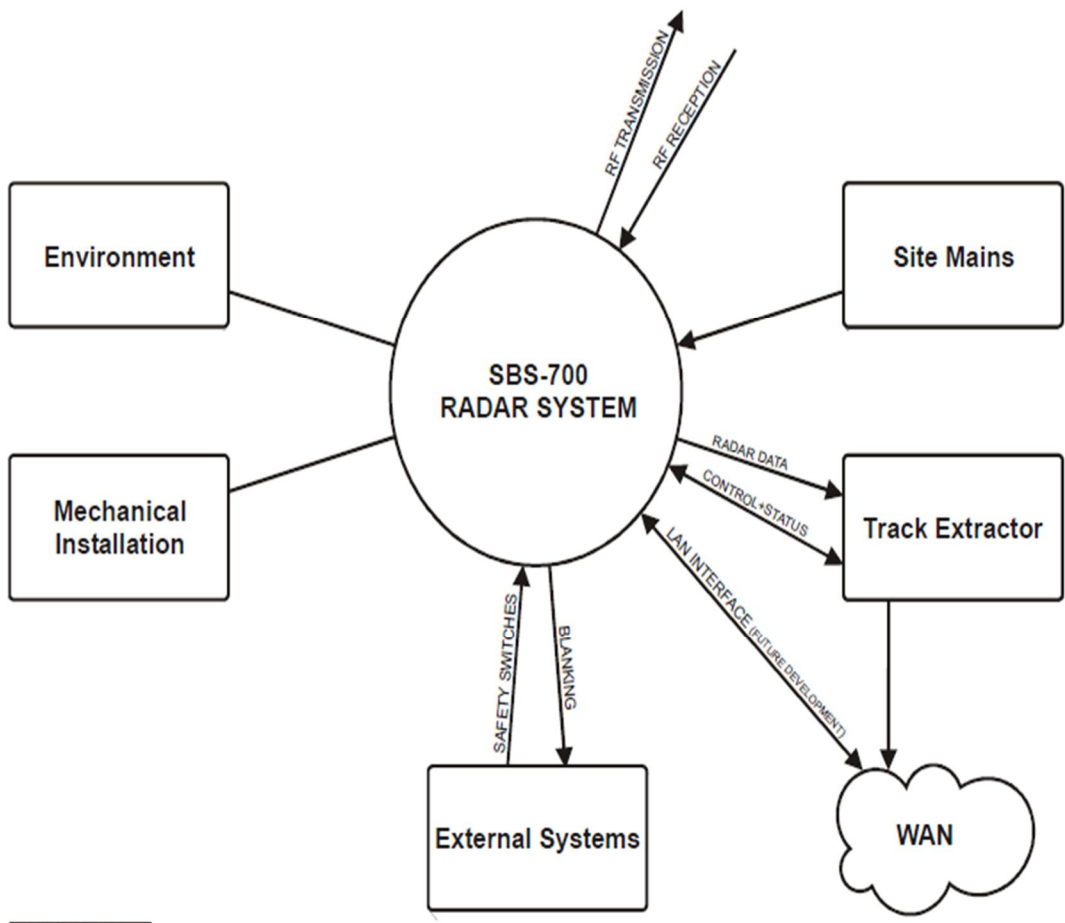 RF TRANSMISSION
RF RECEPTION
Environment
Site Mains
SBS-700
RADAR SYSTEM
RADAR DATA
CONTROL+STATUS
Mechanical
Installation
Track Extractor
LAN INTERFACE (FUTURE DEVELOPMENT)
SAFETY SWITCHES
BLANKING
External Systems
WAN